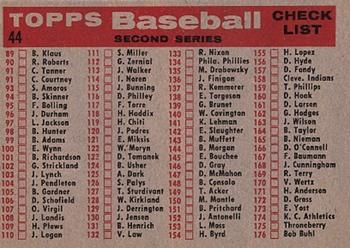 TOPPS Baseball CHECK LIST
44 SECOND SERIES
89 B. Klaus 111 S. Miller 133 R. Nixon 155 H. Lopez
90 R. Roberts 112 G. Zernial 134 Phila. Phillies 156 D. Hyde
91 C. Tanner 113 J. Walker 135 M. Drabowsky 157 D. Fondy
92 C. Courtney 114 J. Noren 136 J. Finigan 158 Cleve. Indians
93 S. Amoros 115 J. Bunning 137 R. Kemmerer 159 T. Phillips
94 B. Skinner 116 D. Philley 138 E. Torgeson 160 D. Hoak
95 F. Bolling 117 F. Torre 139 G. Brunet 161 D. Larsen
96 J. Durham 118 H. Haddix 140 W. Covington 162 G. Hodges
97 J. Jackson 119 H. Chiti 141 K. Lehman 163 J. Wilson
98 B. Hunter 120 J. Podres 142 E. Slaughter 164 B. Taylor
99 B. Adams 121 E. Miksis 143 B. Muffett 165 B. Nieman
100 E. Wynn 122 W. Moryn 144 B. Morgan 166 D. O'Connell
101 B. Richardson 123 D. Tomanek 145 E. Bouchee 167 F. Baumann
102 G. Strickland 124 B. Usher 146 D. Gray 168 J. Cunningham
103 J. Lynch 125 A. Dark 147 D. McMahon 169 R. Terry
104 J. Pendleton 126 S. Palys 148 B. Consolo 170 V. Wertz
105 B. Gardner 127 T. Sturdivant 149 T. Acker 171 H. Anderson
106 D. Schofield 128 W. Kirkland 150 M. Mantle 172 D. Gross
107 O. Virgil 129 D. Derrington 151 B. Pritchard 173 E. Yost
108 J. Landis 130 J. Jensen 152 J. Antonelli 174 K. C. Athletics
109 H. Plews 131 B. Henrich 153 L. Moss 175 Throneberry
110 J. Logan 132 V. Law 154 H. Byrd 176 Bob Buhl